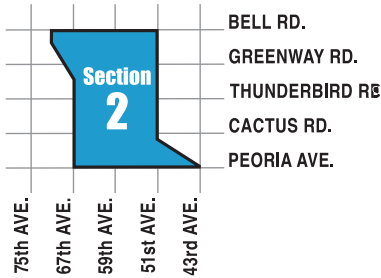 BELL RD.
GREENWAY RD.
Section
2
THUNDERBIRD RD
CACTUS RD.
PEORIA AVE.
75th AVE.
67th AVE.
59th AVE.
51st AVE.
43rd AVE.